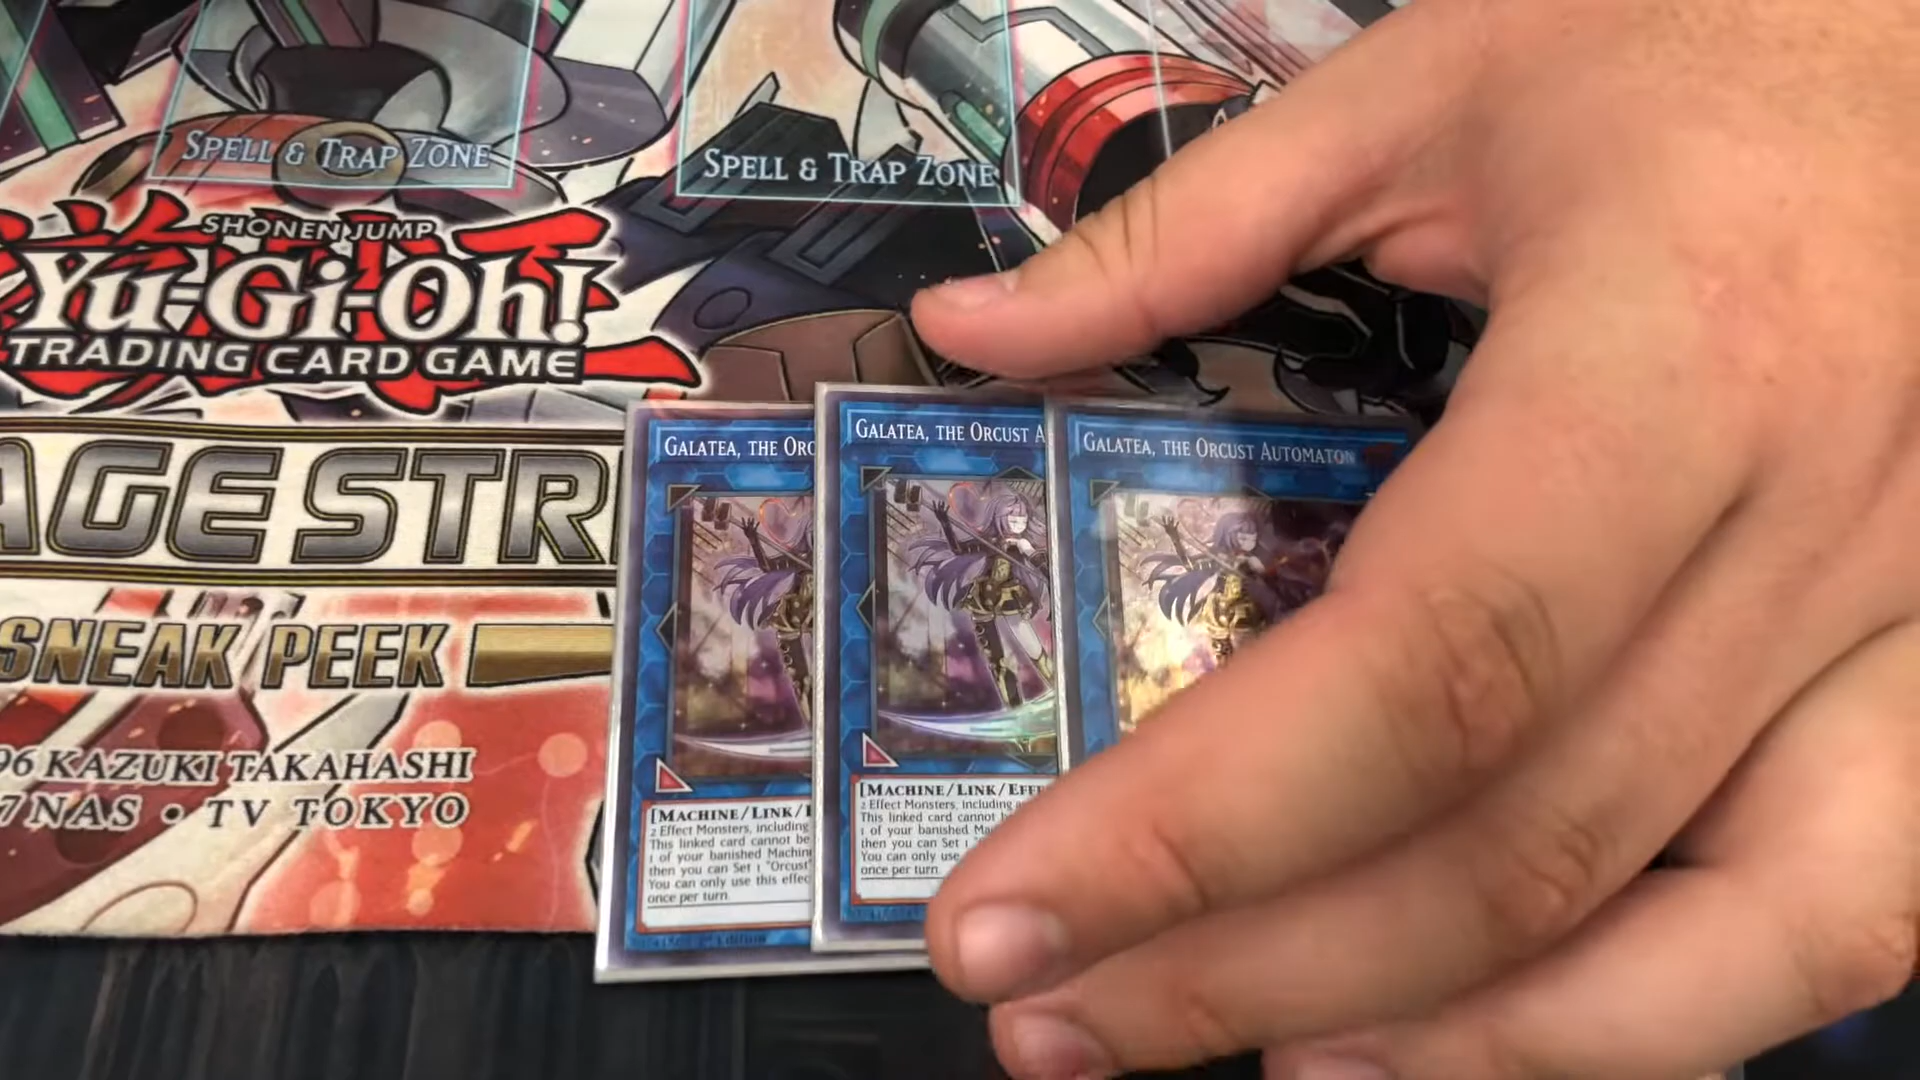 SPELL & TRAP ZONE
SPELL & TRAP ZONE
SHONEN JUMP
Yu-Gi-Oh!
TRADING CARD GAME
AGE STR
SNEAK PEEK
96 KAZUKI TAKAHASHI
7 NAS • TV TOKYO
GALATEA, THE ORC
[MACHINE/LINK/E
2 Effect Monsters, including
This linked card cannot be
1 of your banished Machin
then you can Set 1 "Orcust"
You can only use this effec
once per turn.
GALATEA, THE ORCUST A
[MACHINE/LINK/EFFE
2 Effect Monsters, including a
This linked card cannot b
1 of your banished Mac
then you can Set 1
You can only use
once per turn.
GALATEA, THE ORCUST AUTOMATON